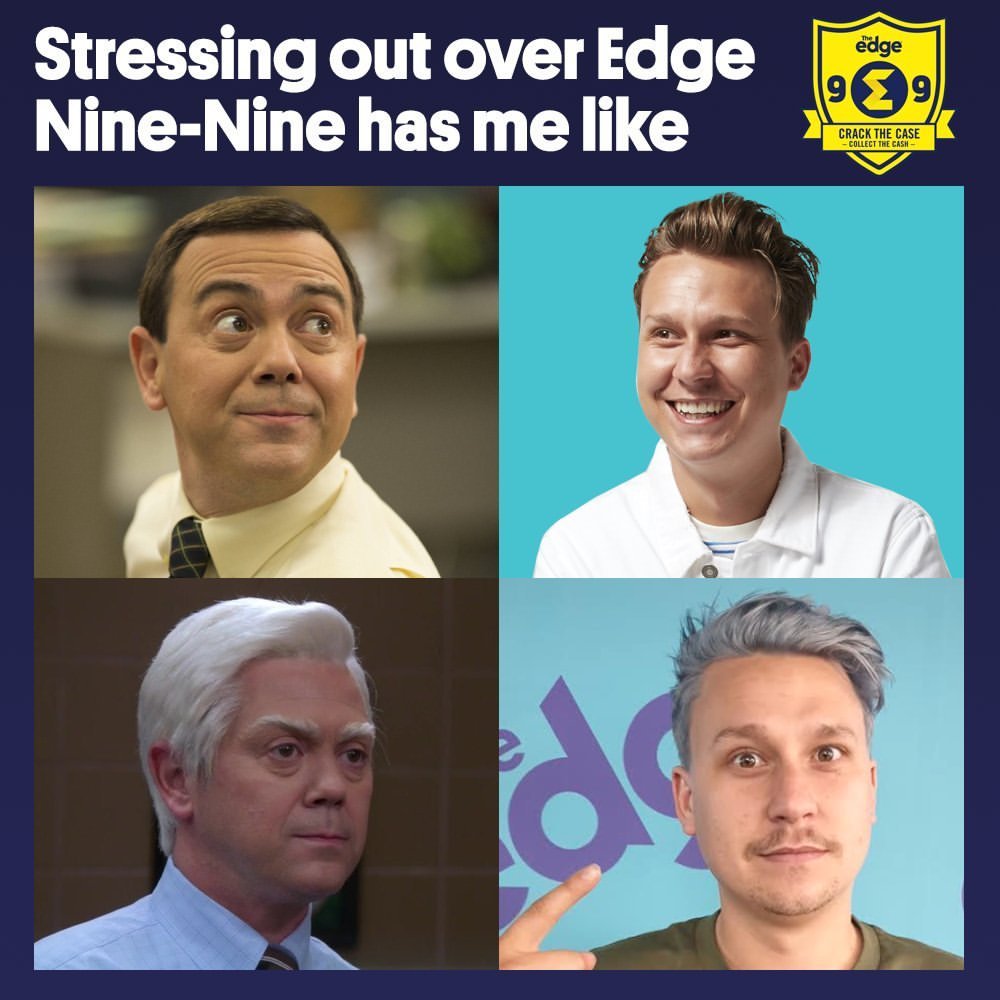 Stressing out over Edge
Nine-Nine has me like
The
edge
9 9
CRACK THE CASE
– COLLECT THE CASH –
e
edg